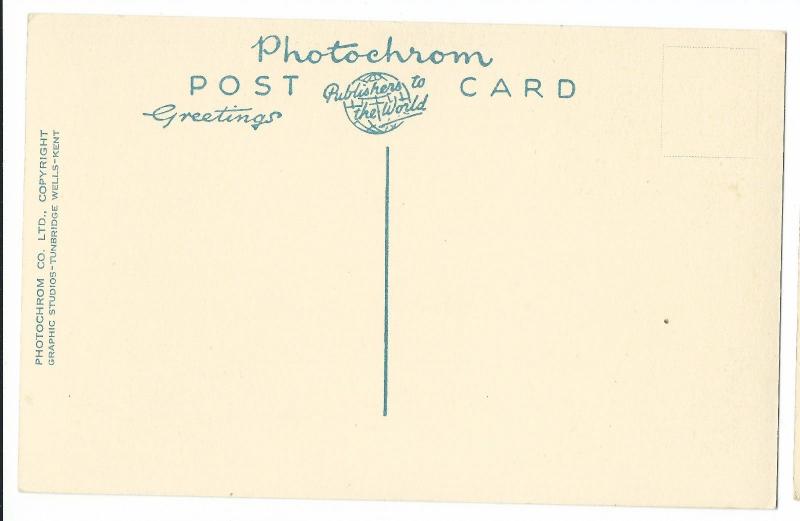 Photochrom
POST CARD
Publishers to
the World
Greetings
PHOTOCHROM CO. LTD., COPYRIGHT
GRAPHIC STUDIOS-TUNBRIDGE WELLS-KENT